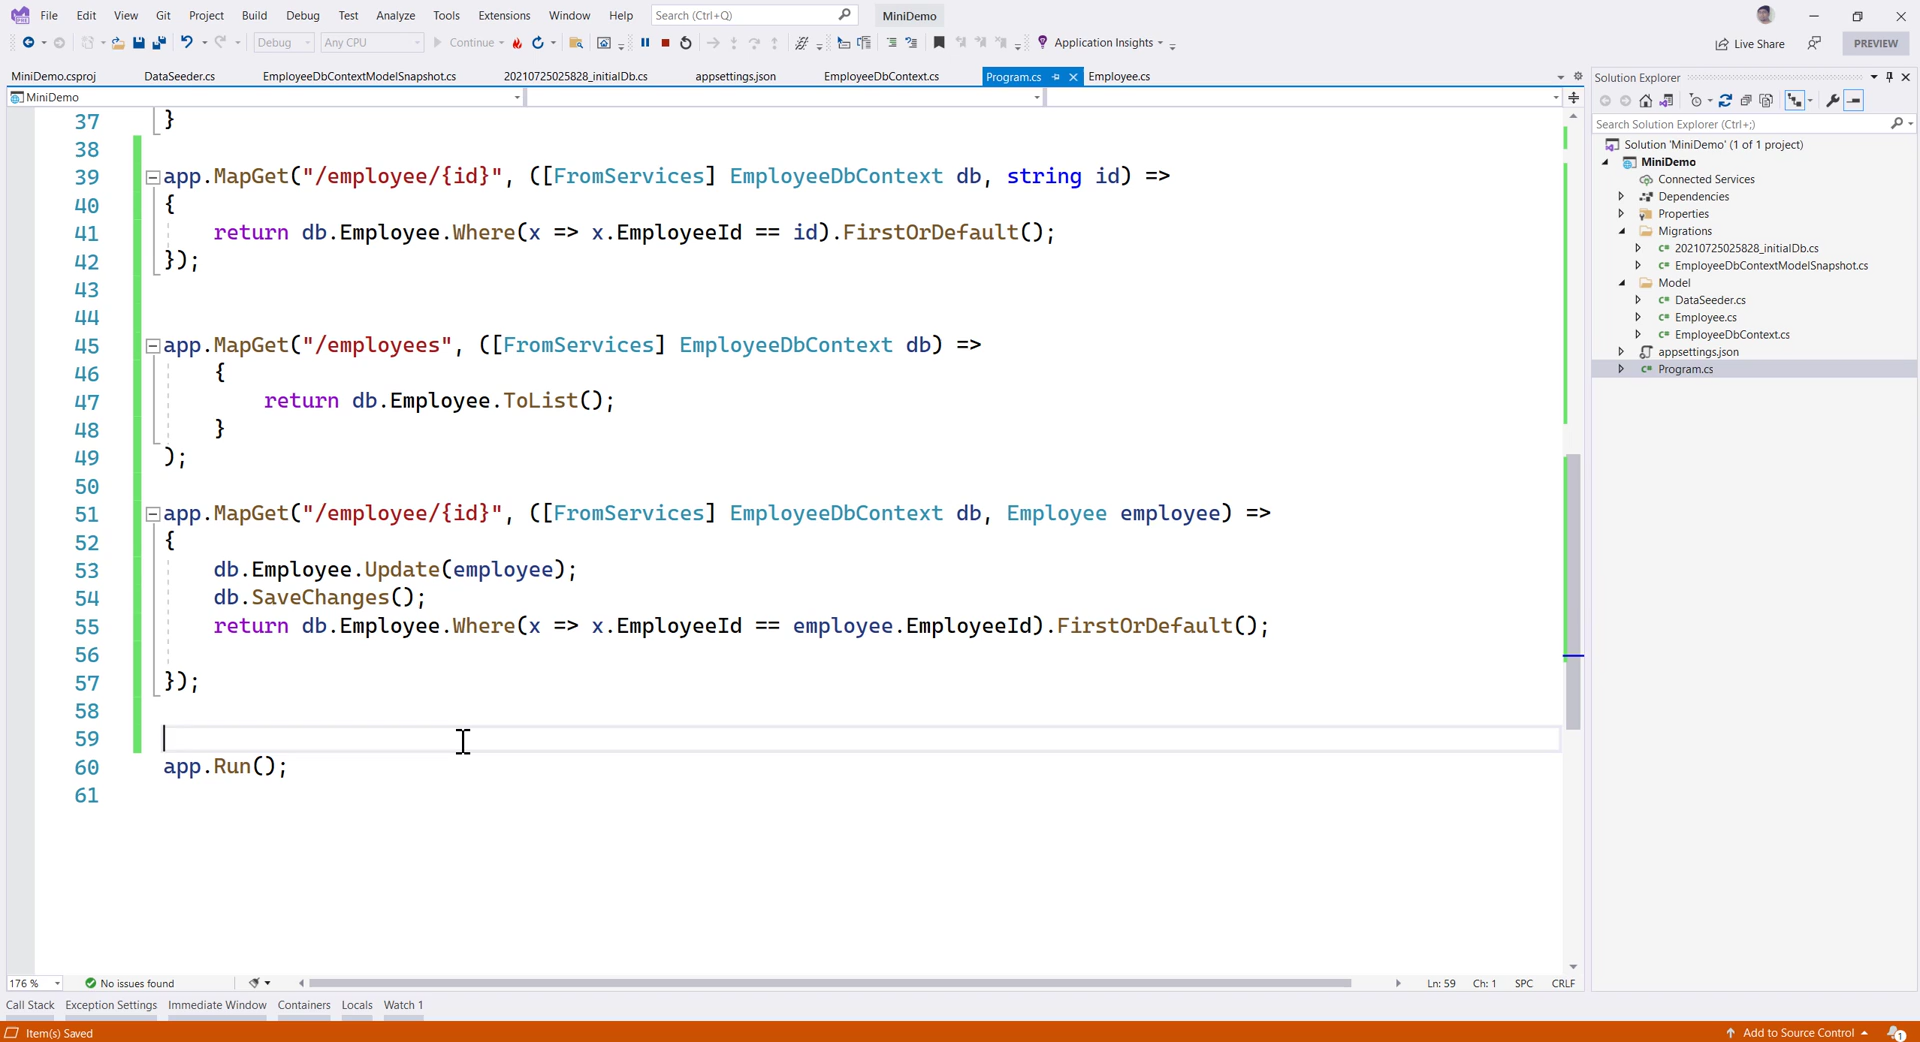 File Edit View Git Project Build Debug Test Analyze Tools Extensions Window Help Search (Ctrl+Q) MiniDemo
Debug Any CPU Continue Application Insights Live Share PREVIEW
MiniDemo.csproj DataSeeder.cs EmployeeDbContextModelSnapshot.cs 20210725025828_initialDb.cs appsettings.json EmployeeDbContext.cs Program.cs Employee.cs
MiniDemo
37 }
38
39 app.MapGet("/employee/{id}", ([FromServices] EmployeeDbContext db, string id) =>
40 {
41 return db.Employee.Where(x => x.EmployeeId == id).FirstOrDefault();
42 });
43
44
45 app.MapGet("/employees", ([FromServices] EmployeeDbContext db) =>
46 {
47 return db.Employee.ToList();
48 }
49 );
50
51 app.MapGet("/employee/{id}", ([FromServices] EmployeeDbContext db, Employee employee) =>
52 {
53 db.Employee.Update(employee);
54 db.SaveChanges();
55 return db.Employee.Where(x => x.EmployeeId == employee.EmployeeId).FirstOrDefault();
56
57 });
58
59
60 app.Run();
61
176 % No issues found Ln: 59 Ch: 1 SPC CRLF
Call Stack Exception Settings Immediate Window Containers Locals Watch 1
Item(s) Saved Add to Source Control 1
Solution Explorer
Search Solution Explorer (Ctrl+;)
Solution 'MiniDemo' (1 of 1 project)
MiniDemo
Connected Services
Dependencies
Properties
Migrations
20210725025828_initialDb.cs
EmployeeDbContextModelSnapshot.cs
Model
DataSeeder.cs
Employee.cs
EmployeeDbContext.cs
appsettings.json
Program.cs